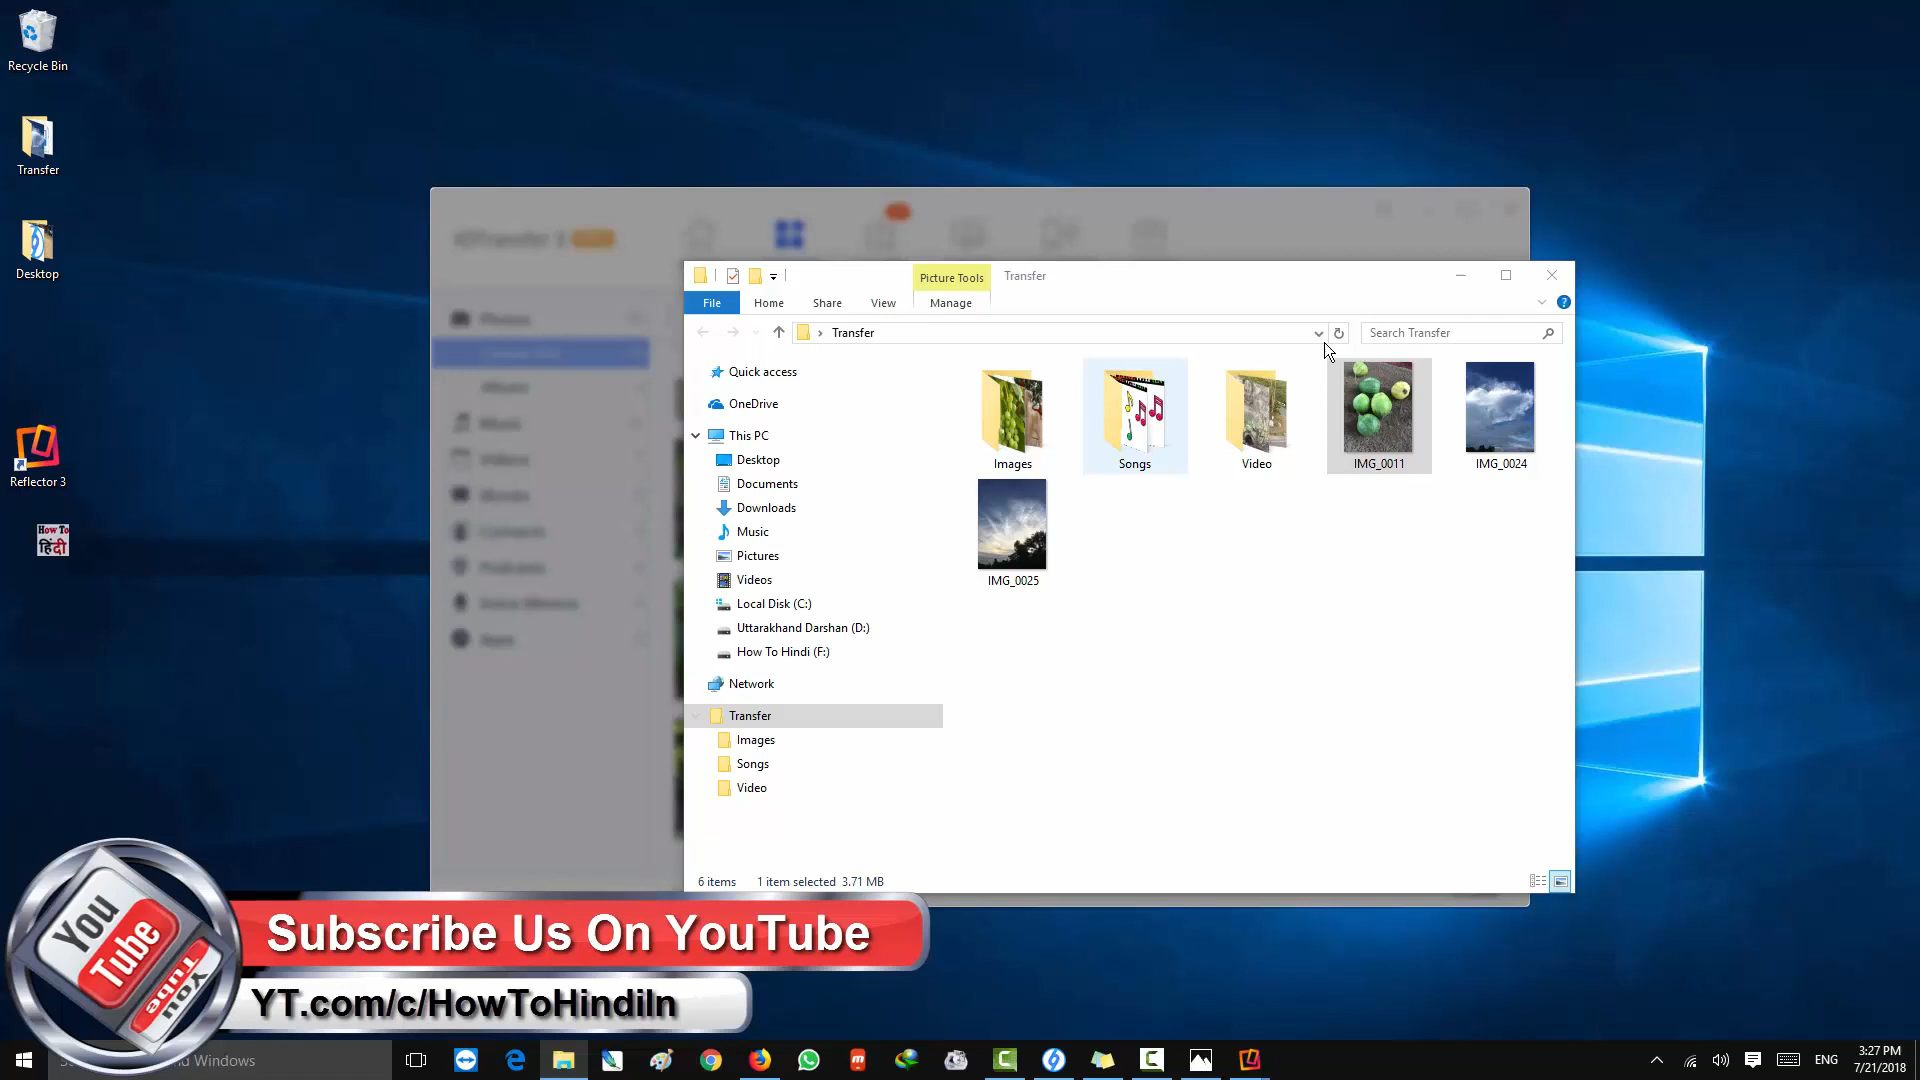 Recycle Bin
Transfer
Desktop
Reflector 3
How To
हिंदी
Picture Tools
Transfer
File
Home
Share
View
Manage
Transfer
Search Transfer
Quick access
OneDrive
This PC
Desktop
Documents
Downloads
Music
Pictures
Videos
Local Disk (C:)
Uttarakhand Darshan (D:)
How To Hindi (F:)
Network
Transfer
Images
Songs
Video
Images
Songs
Video
IMG_0011
IMG_0024
IMG_0025
6 items
1 item selected 3.71 MB
You
Tube
You
Tube
Subscribe Us On YouTube
YT.com/c/HowToHindiIn
Windows
ENG
3:27 PM
7/21/2018